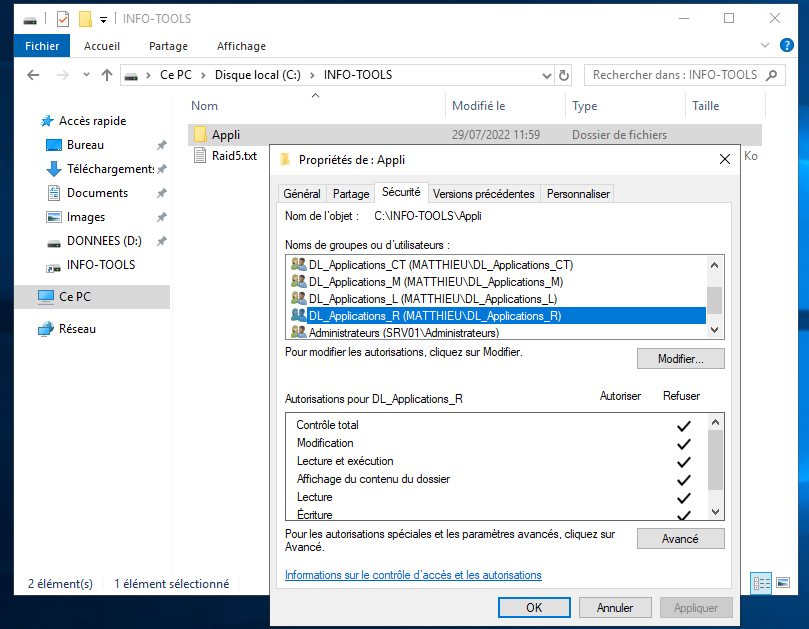 INFO-TOOLS
Fichier Accueil Partage Affichage
Ce PC Disque local (C:) INFO-TOOLS Rechercher dans : INFO-TOOLS
Nom Modifié le Type Taille
Accès rapide
Bureau
Téléchargements
Documents
Images
DONNEES (D:)
INFO-TOOLS
Ce PC
Réseau
Appli 29/07/2022 11:59 Dossier de fichiers
Raid5.txt Ko
Propriétés de : Appli
Général Partage Sécurité Versions précédentes Personnaliser
Nom de l'objet : C:\INFO-TOOLS\Appli
Noms de groupes ou d'utilisateurs :
DL_Applications_CT (MATTHIEU\DL_Applications_CT)
DL_Applications_M (MATTHIEU\DL_Applications_M)
DL_Applications_L (MATTHIEU\DL_Applications_L)
DL_Applications_R (MATTHIEU\DL_Applications_R)
Administrateurs (SRV01\Administrateurs)
Pour modifier les autorisations, cliquez sur Modifier.
Modifier...
Autorisations pour DL_Applications_R Autoriser Refuser
Contrôle total
Modification
Lecture et exécution
Affichage du contenu du dossier
Lecture
Écriture
Pour les autorisations spéciales et les paramètres avancés, cliquez sur
Avancé.
Avancé
Informations sur le contrôle d'accès et les autorisations
OK Annuler Appliquer
2 élément(s) 1 élément sélectionné